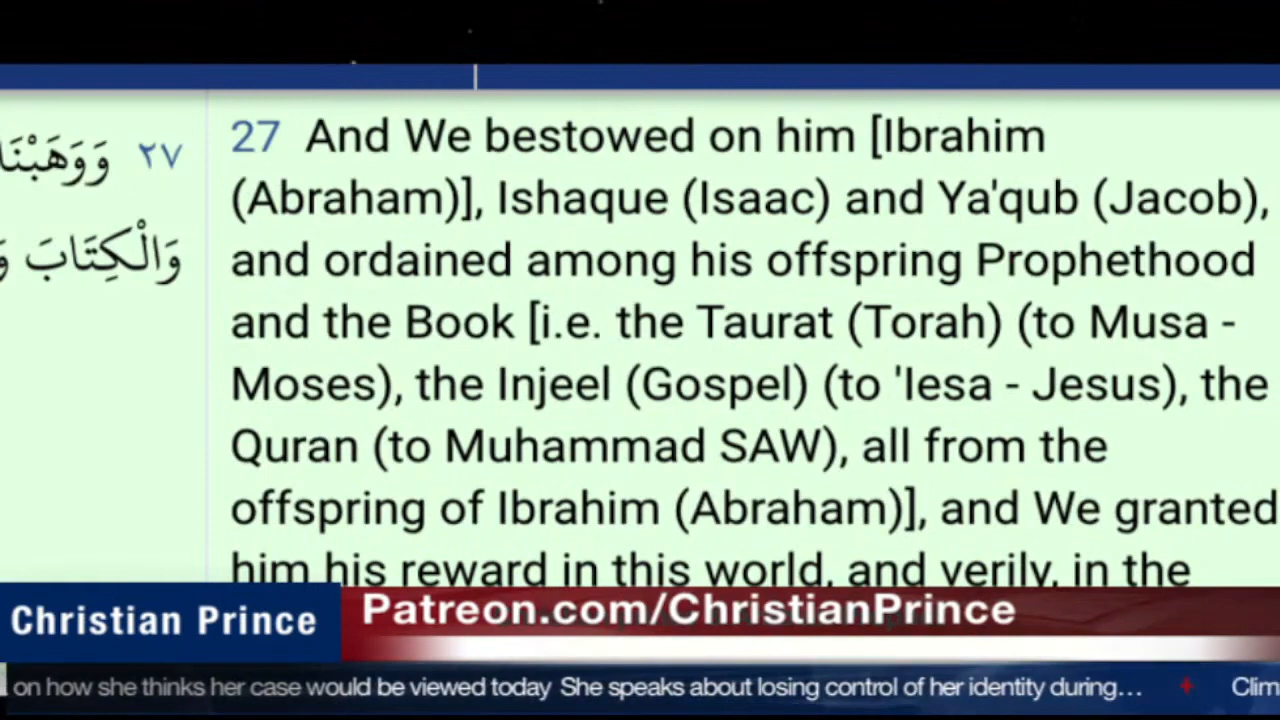 ٢٧ وَوَهَبْنَا
وَالْكِتَابَ
27 And We bestowed on him [Ibrahim
(Abraham)], Ishaque (Isaac) and Ya'qub (Jacob),
and ordained among his offspring Prophethood
and the Book [i.e. the Taurat (Torah) (to Musa -
Moses), the Injeel (Gospel) (to 'Iesa - Jesus), the
Quran (to Muhammad SAW), all from the
offspring of Ibrahim (Abraham)], and We granted
him his reward in this world, and verily, in the
Christian Prince
Patreon.com/ChristianPrince
on how she thinks her case would be viewed today She speaks about losing control of her identity during... Clim